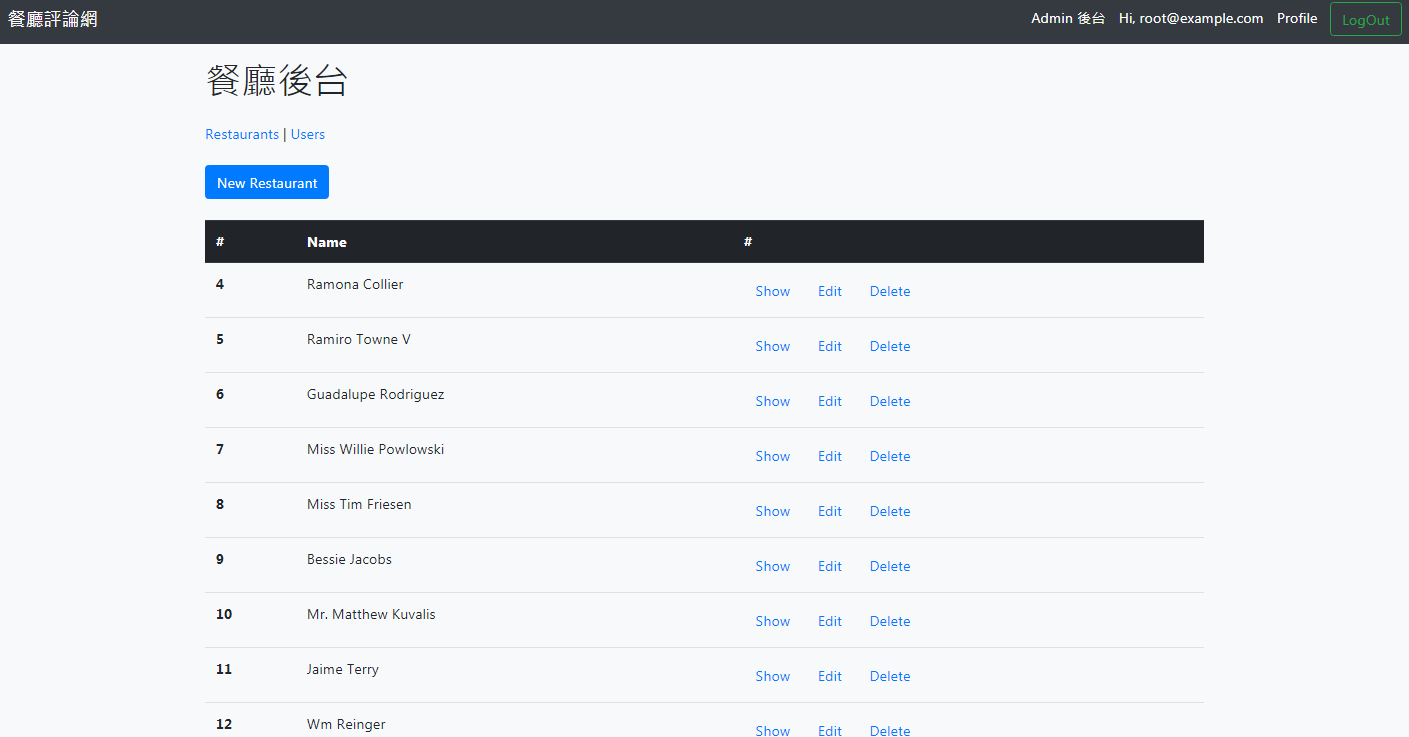 餐廳評論網 Admin 後台 Hi, root@example.com Profile LogOut
餐廳後台
Restaurants | Users
New Restaurant
# Name #
4 Ramona Collier Show Edit Delete
5 Ramiro Towne V Show Edit Delete
6 Guadalupe Rodriguez Show Edit Delete
7 Miss Willie Powlowski Show Edit Delete
8 Miss Tim Friesen Show Edit Delete
9 Bessie Jacobs Show Edit Delete
10 Mr. Matthew Kuvalis Show Edit Delete
11 Jaime Terry Show Edit Delete
12 Wm Reinger Show Edit Delete